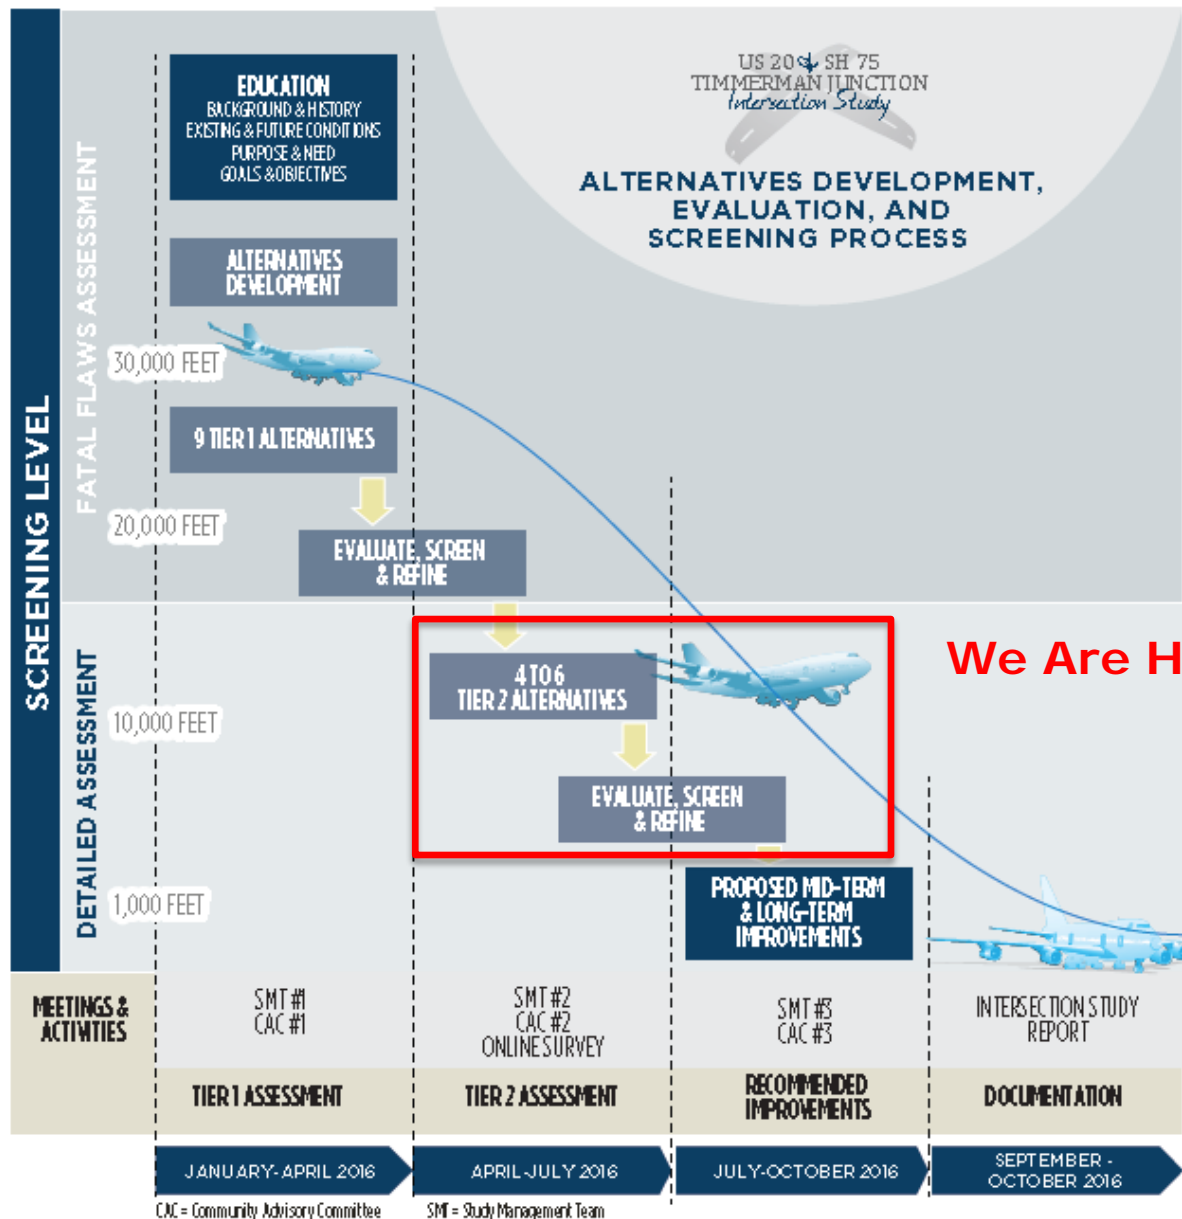 US 20 & SH 75
TIMMERMAN JUNCTION
Intersection Study
ALTERNATIVES DEVELOPMENT,
EVALUATION, AND
SCREENING PROCESS
SCREENING LEVEL
FATAL FLAWS ASSESSMENT
DETAILED ASSESSMENT
EDUCATION
BACKGROUND & HISTORY
EXISTING & FUTURE CONDITIONS
PURPOSE & NEED
GOALS & OBJECTIVES
ALTERNATIVES
DEVELOPMENT
30,000 FEET
9 TIER 1 ALTERNATIVES
20,000 FEET
EVALUATE, SCREEN
& REFINE
We Are H
4 TO 6
TIER 2 ALTERNATIVES
10,000 FEET
EVALUATE, SCREEN
& REFINE
1,000 FEET
PROPOSED MID-TERM
& LONG-TERM
IMPROVEMENTS
MEETINGS &
ACTIVITIES
SMT #1
CAC #1
SMT #2
CAC #2
ONLINE SURVEY
SMT #3
CAC #3
INTERSECTION STUDY
REPORT
TIER 1 ASSESSMENT
TIER 2 ASSESSMENT
RECOMMENDED
IMPROVEMENTS
DOCUMENTATION
JANUARY-APRIL 2016
APRIL-JULY 2016
JULY-OCTOBER 2016
SEPTEMBER -
OCTOBER 2016
CAC = Community Advisory Committee
SMT = Study Management Team